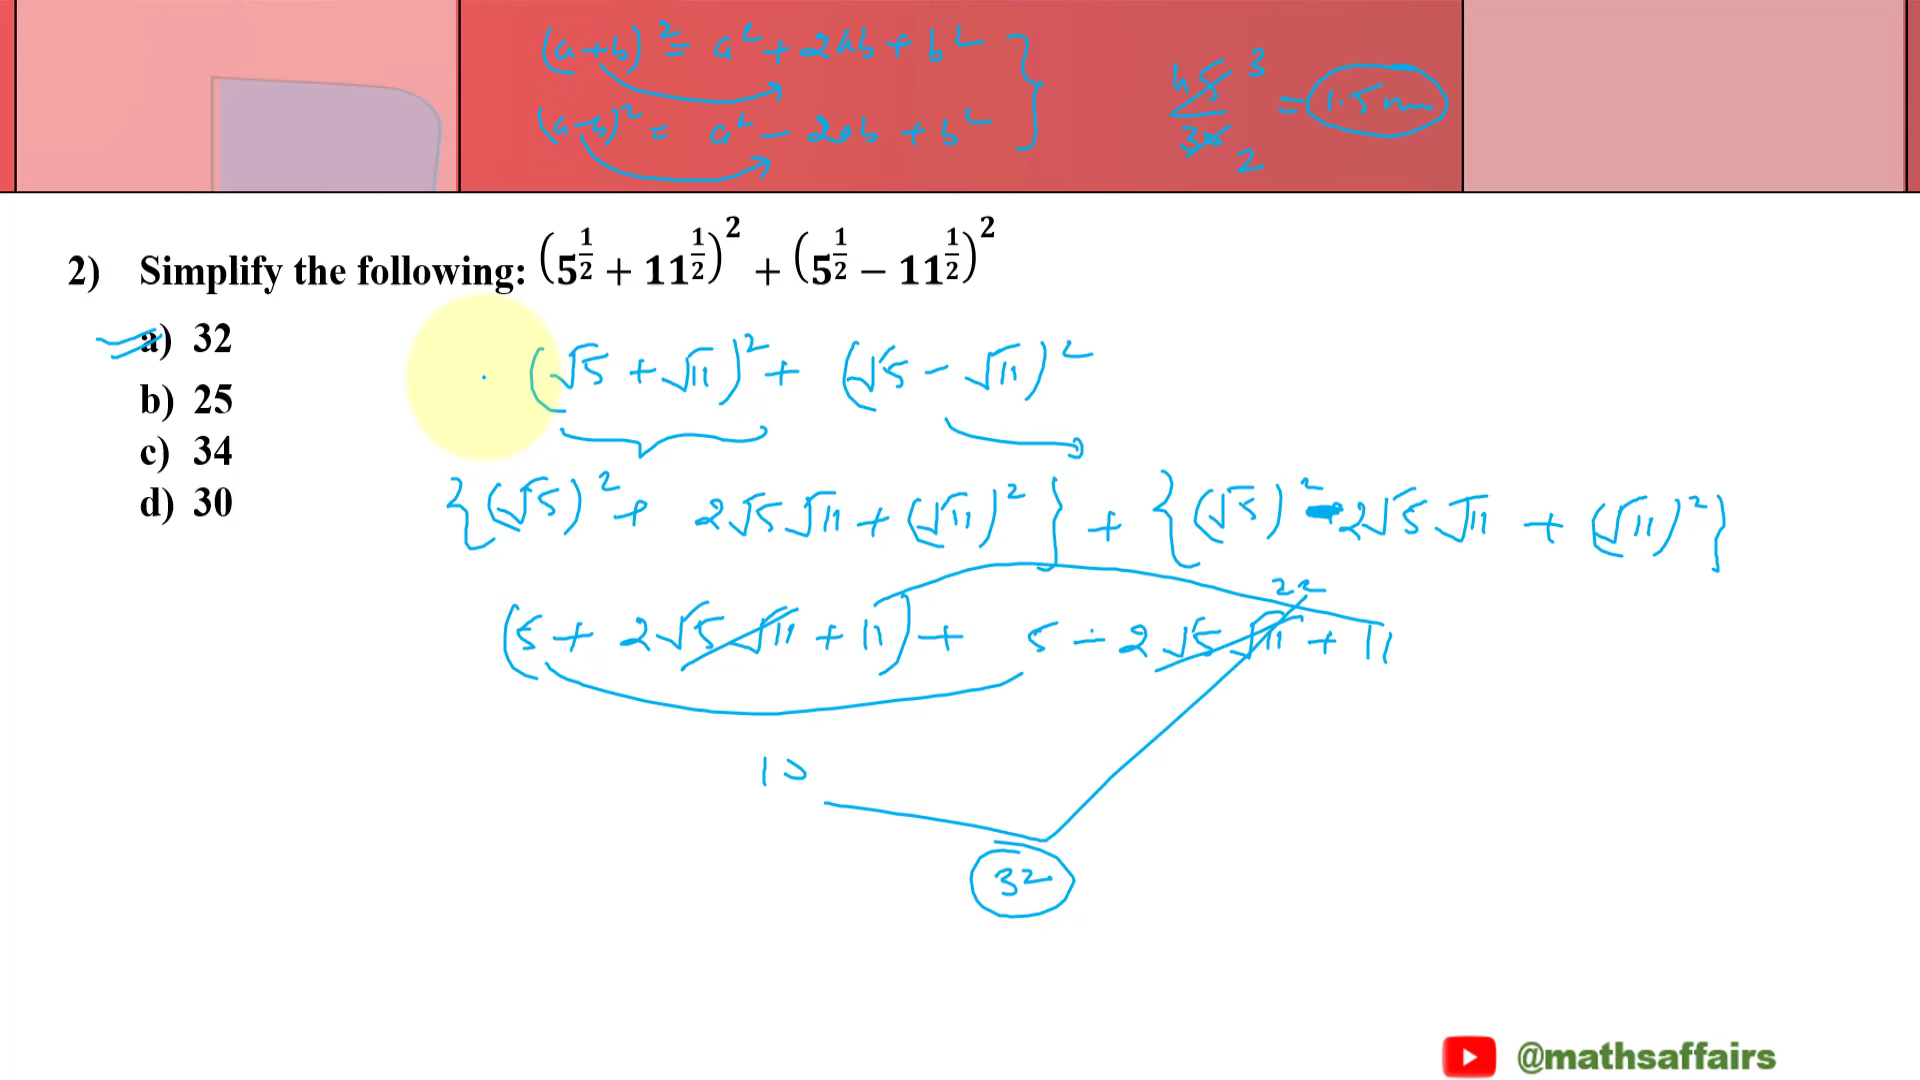 (a+b)² = a² + 2ab + b²
(a-b)² = a² - 2ab + b²
45 3
30 2
= 1.5 m
2) Simplify the following: (5^(1/2) + 11^(1/2))² + (5^(1/2) − 11^(1/2))²
a) 32
b) 25
c) 34
d) 30
(√5 + √11)² + (√5 - √11)²
{(√5)² + 2√5√11 + (√11)²} + {(√5)² - 2√5√11 + (√11)²}
22
(5 + 2√5√11 + 11) + 5 - 2√5√11 + 11
10
32
@mathsaffairs